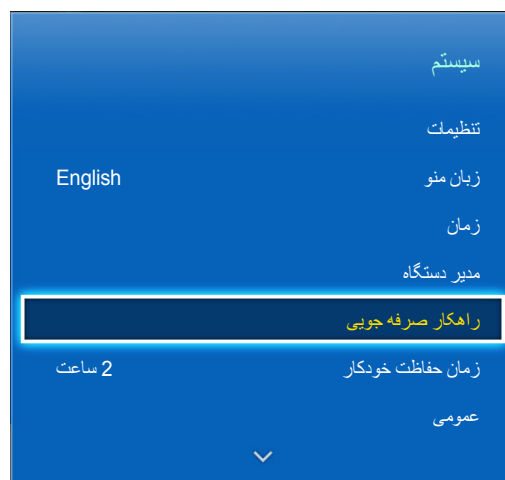 سیستم
تنظیمات
زبان منو English
زمان
مدیر دستگاه
راهکار صرفه جویی
زمان حفاظت خودکار 2 ساعت
عمومی